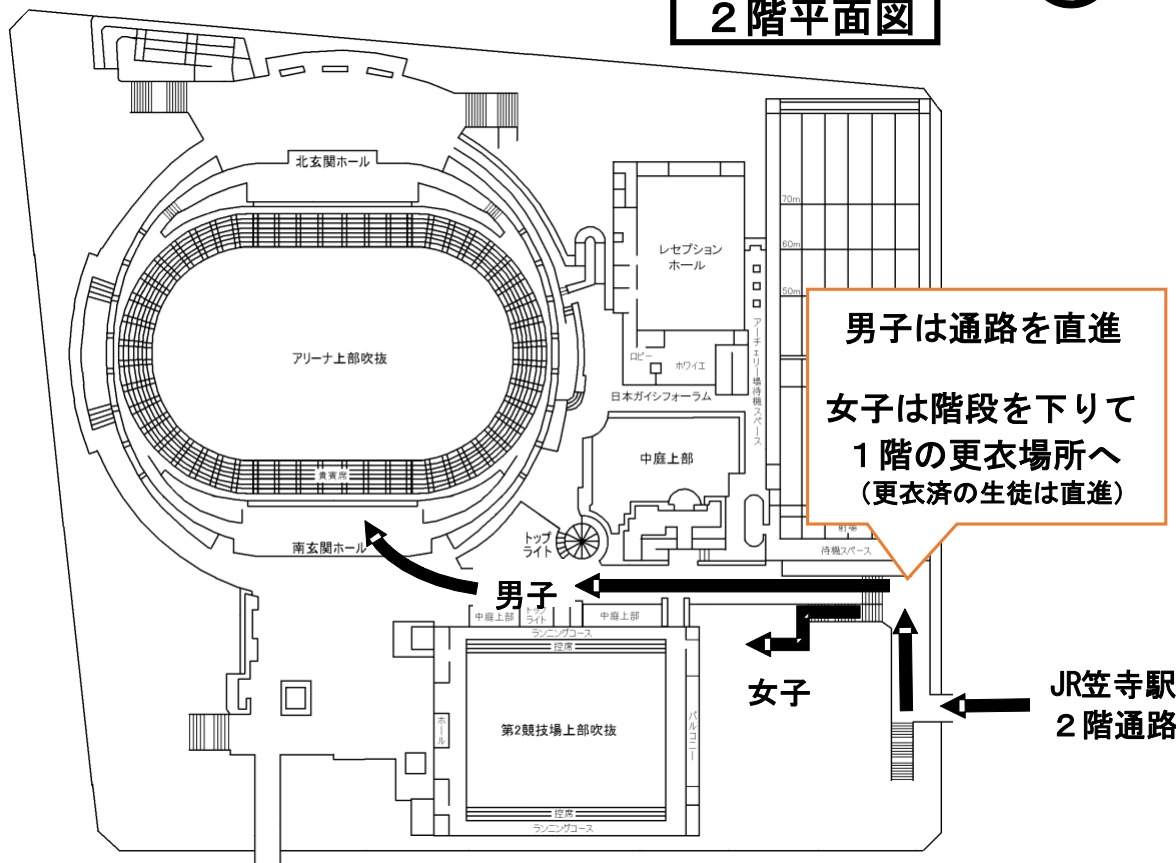 ２階平面図
北玄関ホール
70m
レセプション
ホール
60m
50m
アーチェリー場待機スペース
男子は通路を直進
女子は階段を下りて
１階の更衣場所へ
（更衣済の生徒は直進）
アリーナ上部吹抜
ロビー
ホワイエ
日本ガイシフォーラム
中庭上部
貴賓席
射場
トップ
ライト
待機スペース
南玄関ホール
男子
中庭上部
トップ
ライト
中庭上部
ランニングコース
控席
女子
JR笠寺駅
２階通路
ホール
第2競技場上部吹抜
バルコニー
控席
ランニングコース